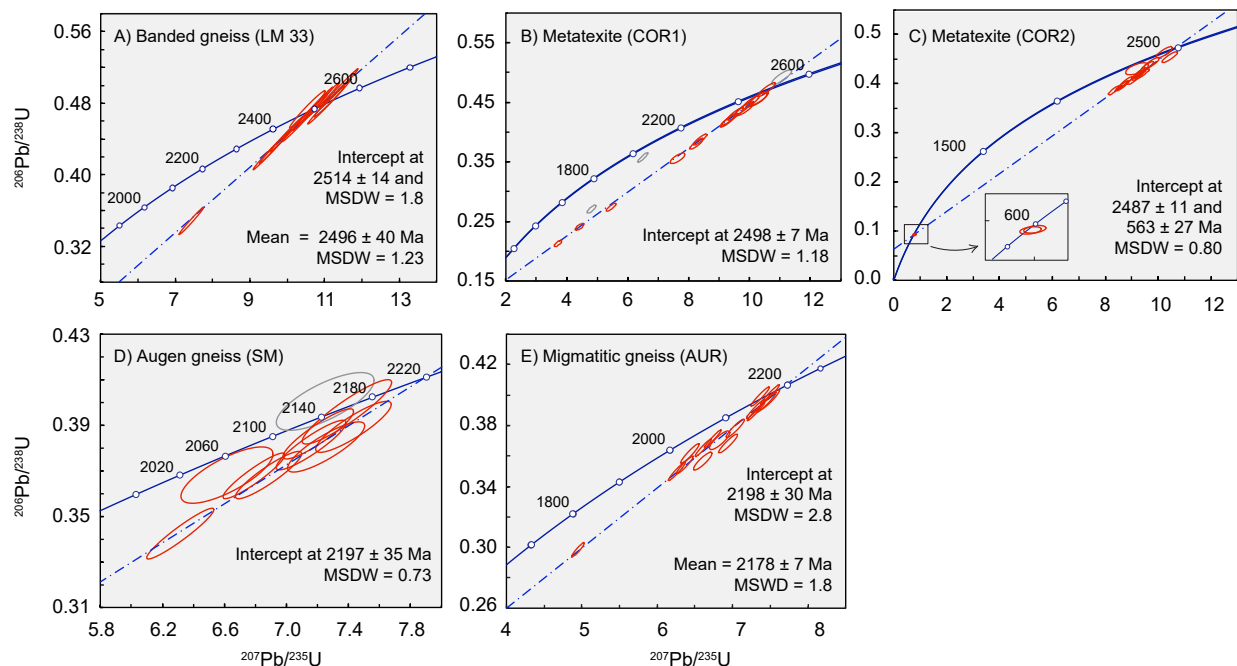 A) Banded gneiss (LM 33)
0.56
0.48
0.40
0.32
²⁰⁶Pb/²³⁸U
2000
2200
2400
2600
Intercept at
2514 ± 14 and
MSDW = 1.8
Mean = 2496 ± 40 Ma
MSDW = 1.23
5 7 9 11 13
B) Metatexite (COR1)
0.55
0.45
0.35
0.25
0.15
1800
2200
2600
Intercept at 2498 ± 7 Ma
MSDW = 1.18
2 4 6 8 10 12
C) Metatexite (COR2)
0.5
0.4
0.3
0.2
0.1
0.0
1500
2500
600
Intercept at
2487 ± 11 and
563 ± 27 Ma
MSDW = 0.80
0 2 4 6 8 10 12
D) Augen gneiss (SM)
0.43
0.39
0.35
0.31
²⁰⁶Pb/²³⁸U
2020
2060
2100
2140
2180
2220
Intercept at 2197 ± 35 Ma
MSDW = 0.73
5.8 6.2 6.6 7.0 7.4 7.8
²⁰⁷Pb/²³⁵U
E) Migmatitic gneiss (AUR)
0.42
0.38
0.34
0.30
0.26
1800
2000
2200
Intercept at
2198 ± 30 Ma
MSDW = 2.8
Mean = 2178 ± 7 Ma
MSWD = 1.8
4 5 6 7 8
²⁰⁷Pb/²³⁵U